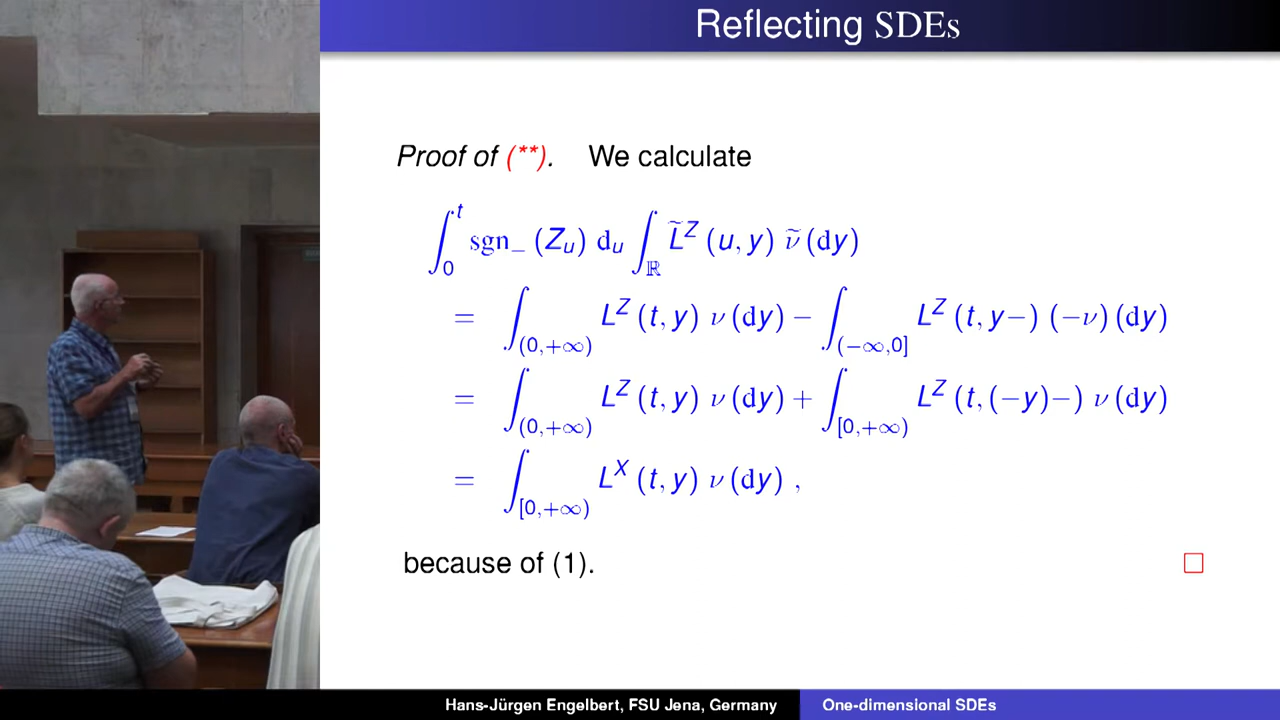 Reflecting SDEs
Proof of (**). We calculate
∫₀ᵗ sgn₋ (Z_u) d_u ∫_ℝ L̃^Z (u, y) ν̃ (dy)
= ∫_(0,+∞) L^Z (t, y) ν (dy) − ∫_(−∞,0] L^Z (t, y−) (−ν) (dy)
= ∫_(0,+∞) L^Z (t, y) ν (dy) + ∫_[0,+∞) L^Z (t, (−y)−) ν (dy)
= ∫_[0,+∞) L^X (t, y) ν (dy) ,
because of (1). □
Hans-Jürgen Engelbert, FSU Jena, Germany One-dimensional SDEs